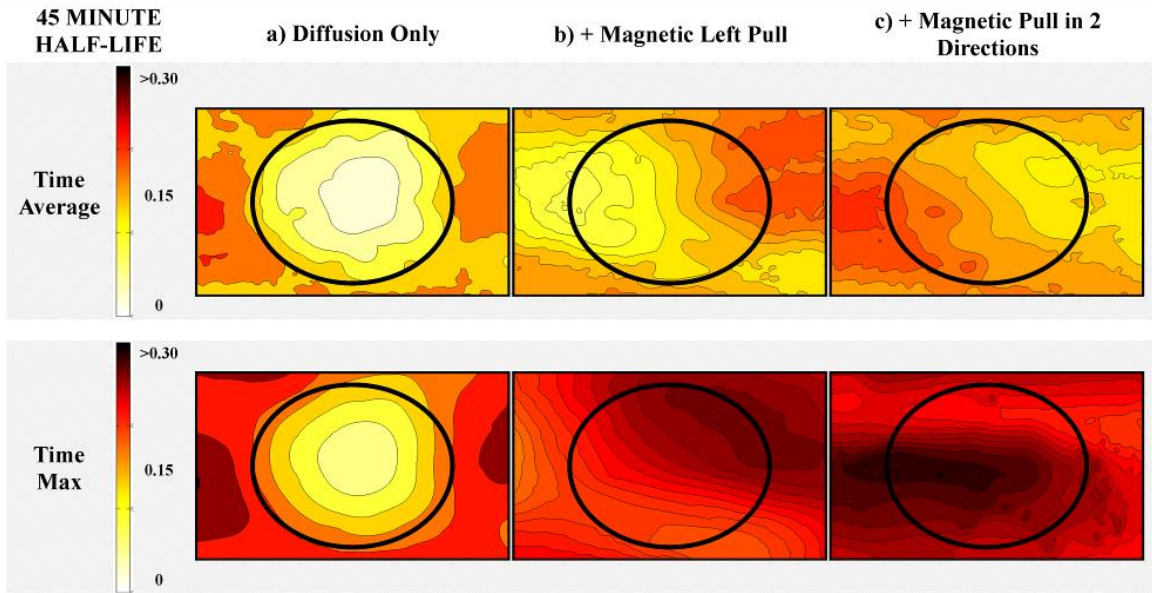 45 MINUTE
HALF-LIFE
a) Diffusion Only
b) + Magnetic Left Pull
c) + Magnetic Pull in 2
Directions
Time
Average
>0.30
0.15
0
Time
Max
>0.30
0.15
0